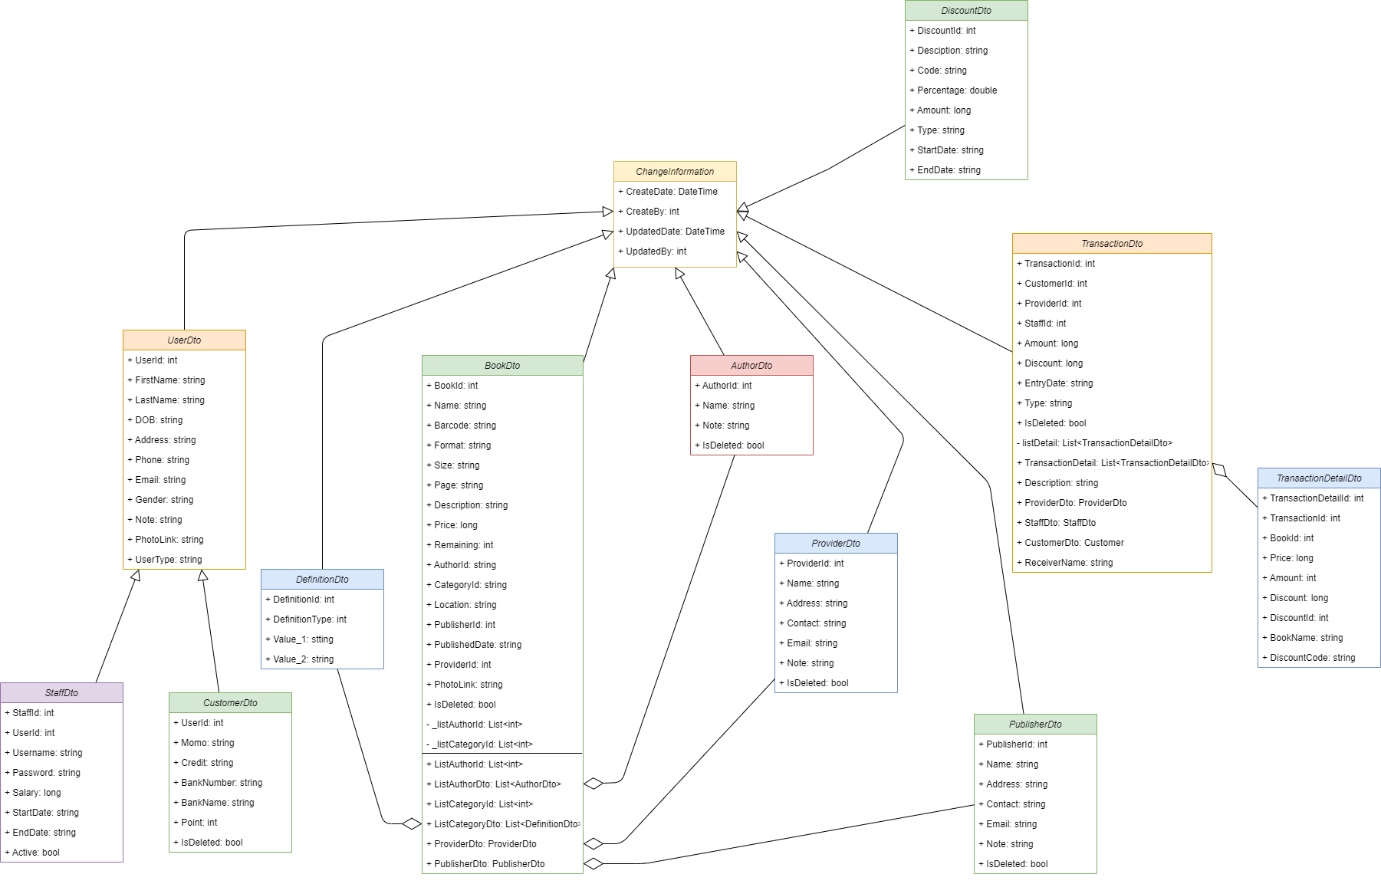 DiscountDto
+ DiscountId: int
+ Desciption: string
+ Code: string
+ Percentage: double
+ Amount: long
+ Type: string
+ StartDate: string
+ EndDate: string
ChangeInformation
+ CreateDate: DateTime
+ CreateBy: int
+ UpdatedDate: DateTime
+ UpdatedBy: int
TransactionDto
+ TransactionId: int
+ CustomerId: int
+ ProviderId: int
+ StaffId: int
+ Amount: long
+ Discount: long
+ EntryDate: string
+ Type: string
+ IsDeleted: bool
- listDetail: List<TransactionDetailDto>
+ TransactionDetail: List<TransactionDetailDto>
+ Description: string
+ ProviderDto: ProviderDto
+ StaffDto: StaffDto
+ CustomerDto: Customer
+ ReceiverName: string
UserDto
+ UserId: int
+ FirstName: string
+ LastName: string
+ DOB: string
+ Address: string
+ Phone: string
+ Email: string
+ Gender: string
+ Note: string
+ PhotoLink: string
+ UserType: string
BookDto
+ BookId: int
+ Name: string
+ Barcode: string
+ Format: string
+ Size: string
+ Page: string
+ Description: string
+ Price: long
+ Remaining: int
+ AuthorId: string
+ CategoryId: string
+ Location: string
+ PublisherId: int
+ PublishedDate: string
+ ProviderId: int
+ PhotoLink: string
+ IsDeleted: bool
- _listAuthorId: List<int>
- _listCategoryId: List<int>
+ ListAuthorId: List<int>
+ ListAuthorDto: List<AuthorDto>
+ ListCategoryId: List<int>
+ ListCategoryDto: List<DefinitionDto>
+ ProviderDto: ProviderDto
+ PublisherDto: PublisherDto
AuthorDto
+ AuthorId: int
+ Name: string
+ Note: string
+ IsDeleted: bool
TransactionDetailDto
+ TransactionDetailId: int
+ TransactionId: int
+ BookId: int
+ Price: long
+ Amount: int
+ Discount: long
+ DiscountId: int
+ BookName: string
+ DiscountCode: string
ProviderDto
+ ProviderId: int
+ Name: string
+ Address: string
+ Contact: string
+ Email: string
+ Note: string
+ IsDeleted: bool
DefinitionDto
+ DefinitionId: int
+ DefinitionType: int
+ Value_1: stting
+ Value_2: string
StaffDto
+ StaffId: int
+ UserId: int
+ Username: string
+ Password: string
+ Salary: long
+ StartDate: string
+ EndDate: string
+ Active: bool
CustomerDto
+ UserId: int
+ Momo: string
+ Credit: string
+ BankNumber: string
+ BankName: string
+ Point: int
+ IsDeleted: bool
PublisherDto
+ PublisherId: int
+ Name: string
+ Address: string
+ Contact: string
+ Email: string
+ Note: string
+ IsDeleted: bool